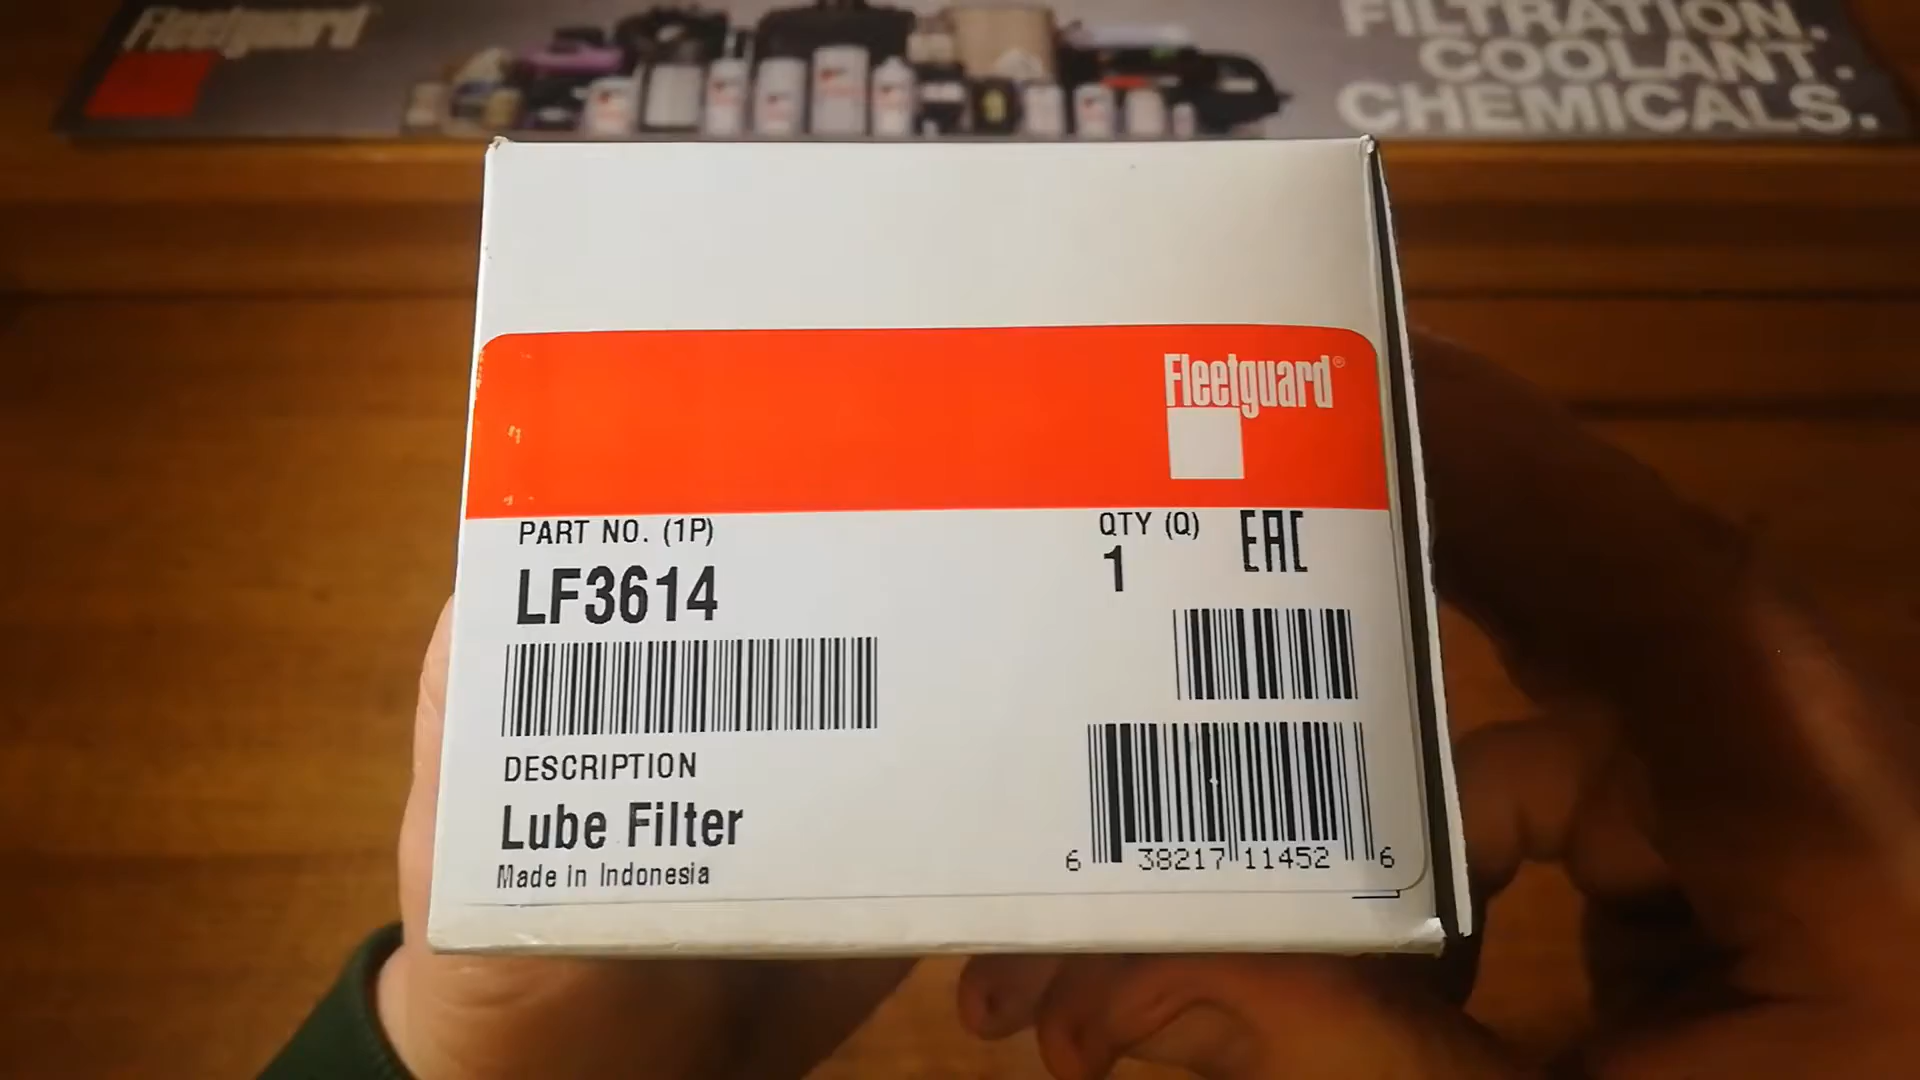 Fleetguard
FILTRATION.
COOLANT.
CHEMICALS.
Fleetguard®
PART NO. (1P)
LF3614
QTY (Q)
1
EAC
DESCRIPTION
Lube Filter
Made in Indonesia
6 38217 11452 6